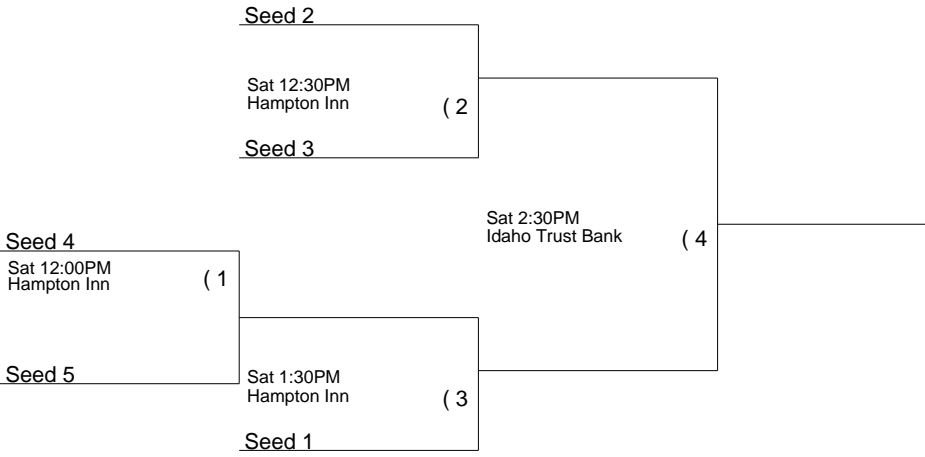 Seed 2
Sat 12:30PM
Hampton Inn
( 2
Seed 3
Sat 2:30PM
Idaho Trust Bank
( 4
Seed 4
Sat 12:00PM
Hampton Inn
( 1
Seed 5
Sat 1:30PM
Hampton Inn
( 3
Seed 1